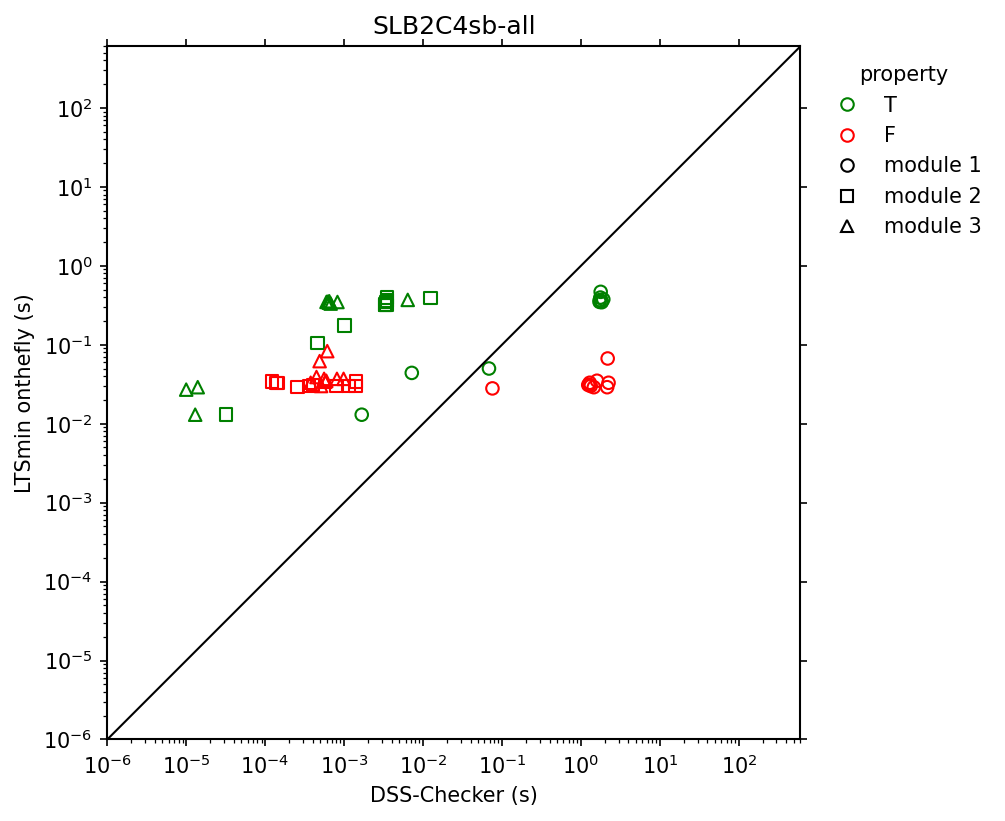 SLB2C4sb-all
property
T
F
module 1
module 2
module 3
LTSmin onthefly (s)
10²
10¹
10⁰
10⁻¹
10⁻²
10⁻³
10⁻⁴
10⁻⁵
10⁻⁶
10⁻⁶ 10⁻⁵ 10⁻⁴ 10⁻³ 10⁻² 10⁻¹ 10⁰ 10¹ 10²
DSS-Checker (s)